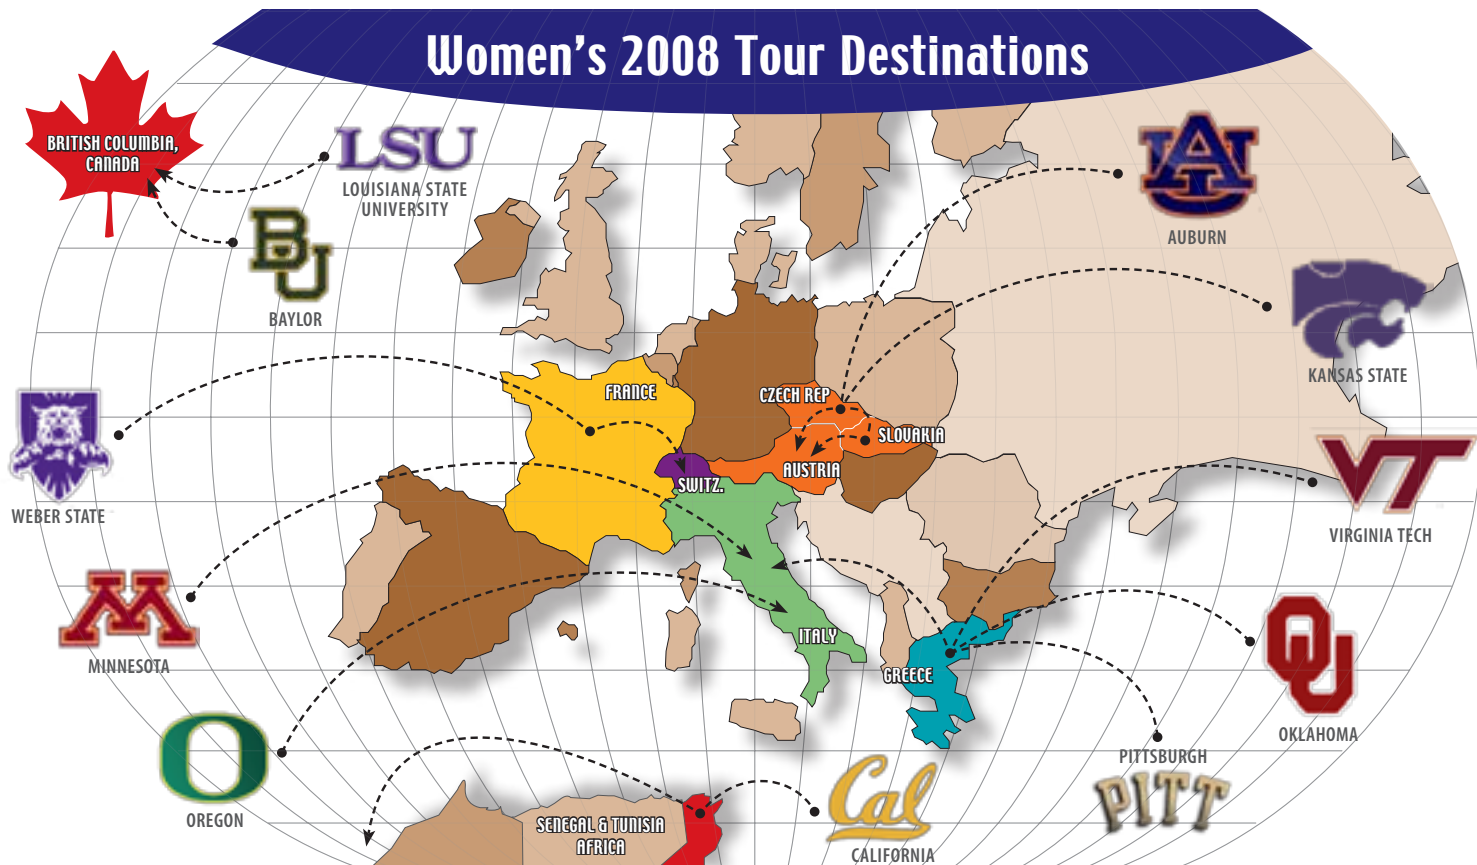 Women's 2008 Tour Destinations
BRITISH COLUMBIA,
CANADA
LSU
LOUISIANA STATE
UNIVERSITY
BU
BAYLOR
AU
AUBURN
KANSAS STATE
FRANCE
CZECH REP
SLOVAKIA
AUSTRIA
SWITZ.
WEBER STATE
VT
VIRGINIA TECH
M
MINNESOTA
ITALY
GREECE
OU
OKLAHOMA
O
OREGON
PITTSBURGH
PITT
Cal
CALIFORNIA
SENEGAL & TUNISIA
AFRICA